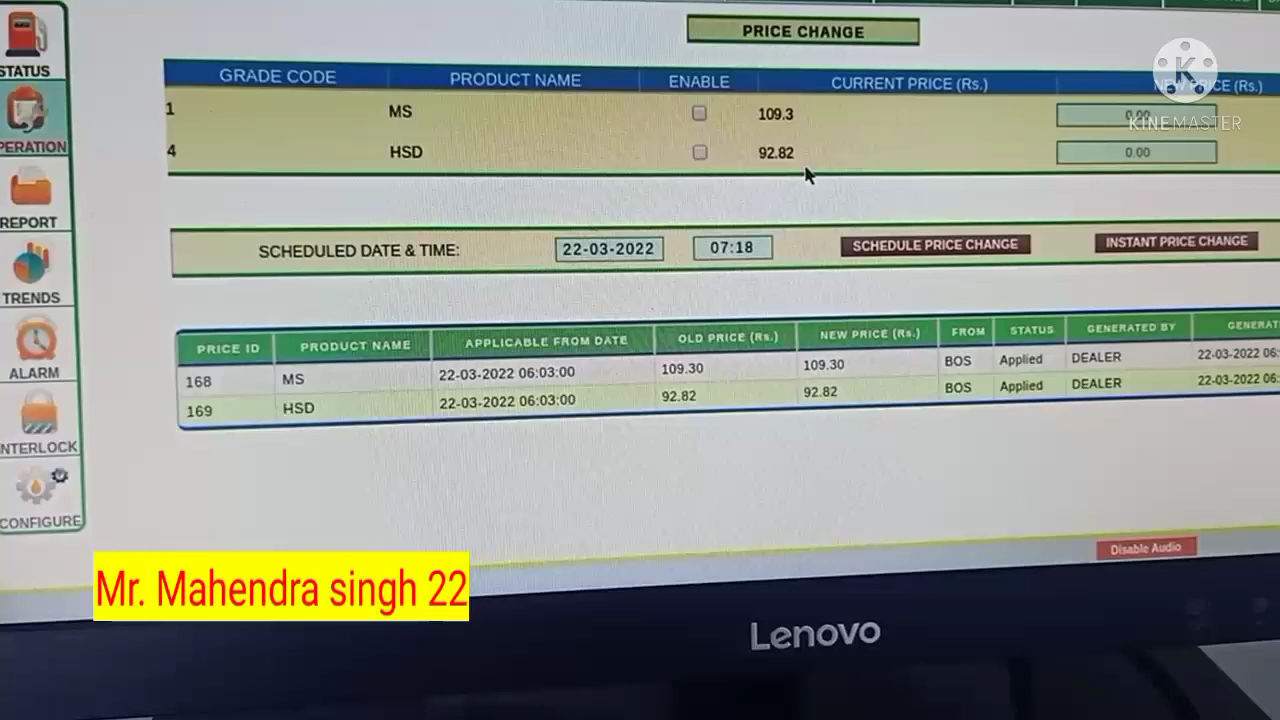 PRICE CHANGE
GRADE CODE PRODUCT NAME ENABLE CURRENT PRICE (Rs.) NEW PRICE (Rs.)
1 MS 109.3 0.00
4 HSD 92.82 0.00
KINEMASTER
SCHEDULED DATE & TIME: 22-03-2022 07:18 SCHEDULE PRICE CHANGE INSTANT PRICE CHANGE
PRICE ID PRODUCT NAME APPLICABLE FROM DATE OLD PRICE (Rs.) NEW PRICE (Rs.) FROM STATUS GENERATED BY GENERAT
168 MS 22-03-2022 06:03:00 109.30 109.30 BOS Applied DEALER 22-03-2022 06:
169 HSD 22-03-2022 06:03:00 92.82 92.82 BOS Applied DEALER 22-03-2022 06:
STATUS
PERATION
REPORT
TRENDS
ALARM
NTERLOCK
CONFIGURE
Disable Audio
Mr. Mahendra singh 22
Lenovo